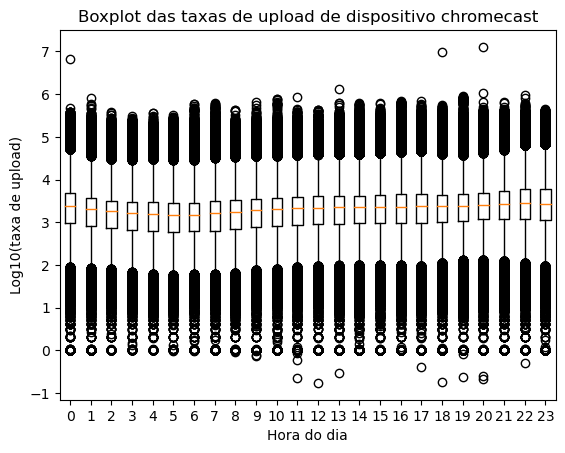 Boxplot das taxas de upload de dispositivo chromecast
Log10(taxa de upload)
7
6
5
4
3
2
1
0
−1
0 1 2 3 4 5 6 7 8 9 10 11 12 13 14 15 16 17 18 19 20 21 22 23
Hora do dia